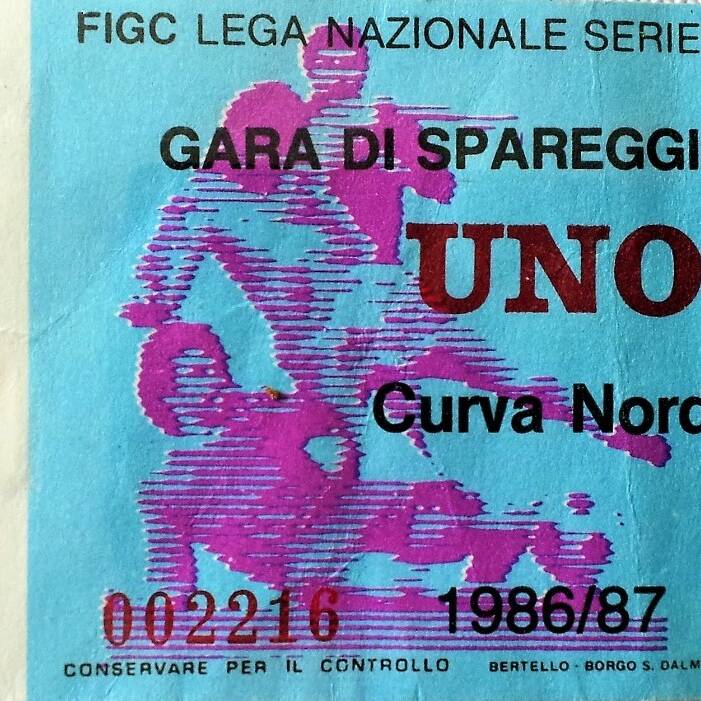 FIGC LEGA NAZIONALE SERIE
GARA DI SPAREGGI
UNO
Curva Nord
002216
1986/87
CONSERVARE PER IL CONTROLLO
BERTELLO - BORGO S. DALM